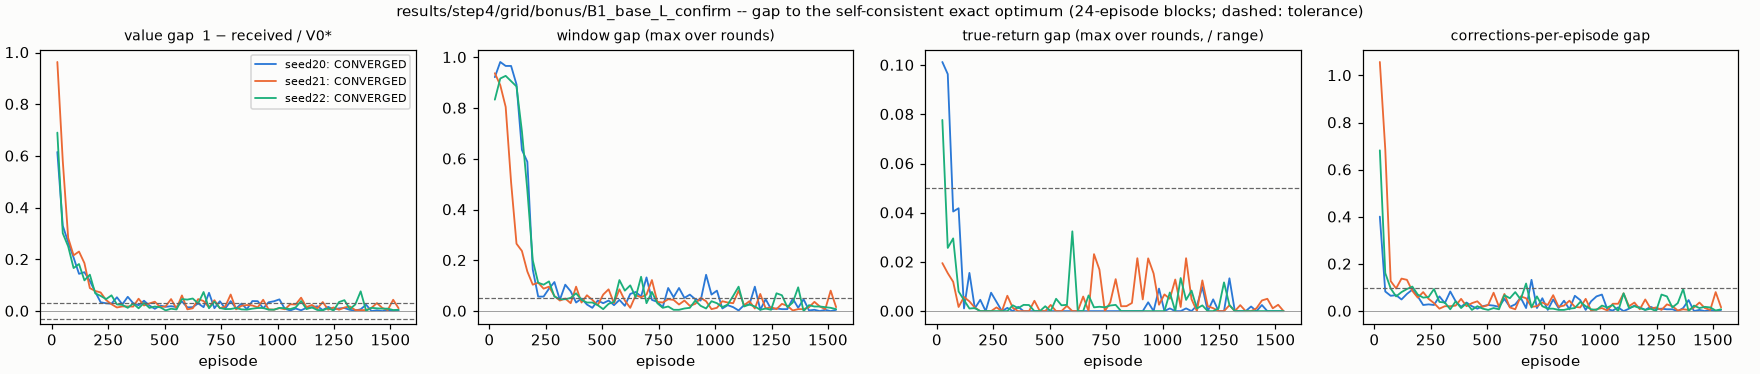 results/step4/grid/bonus/B1_base_L_confirm -- gap to the self-consistent exact optimum (24-episode blocks; dashed: tolerance)
value gap  1 − received / V0*
window gap (max over rounds)
true-return gap (max over rounds, / range)
corrections-per-episode gap
seed20: CONVERGED
seed21: CONVERGED
seed22: CONVERGED
1.0
0.8
0.6
0.4
0.2
0.0
0 250 500 750 1000 1250 1500
episode
1.0
0.8
0.6
0.4
0.2
0.0
0 250 500 750 1000 1250 1500
episode
0.10
0.08
0.06
0.04
0.02
0.00
0 250 500 750 1000 1250 1500
episode
1.0
0.8
0.6
0.4
0.2
0.0
0 250 500 750 1000 1250 1500
episode